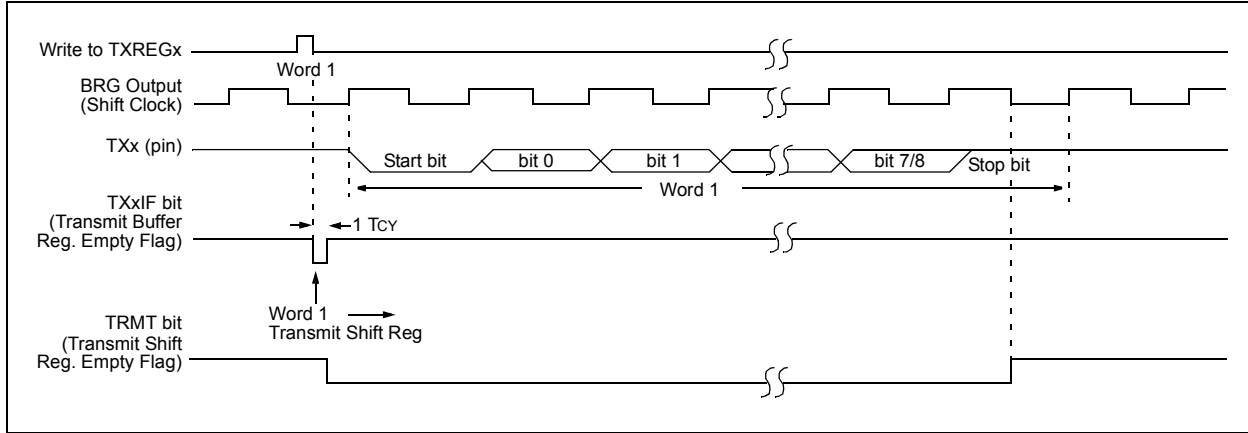 Write to TXREGx
Word 1
BRG Output
(Shift Clock)
TXx (pin)
Start bit
bit 0
bit 1
bit 7/8
Stop bit
Word 1
TXxIF bit
(Transmit Buffer
Reg. Empty Flag)
1 TCY
Word 1
Transmit Shift Reg
TRMT bit
(Transmit Shift
Reg. Empty Flag)